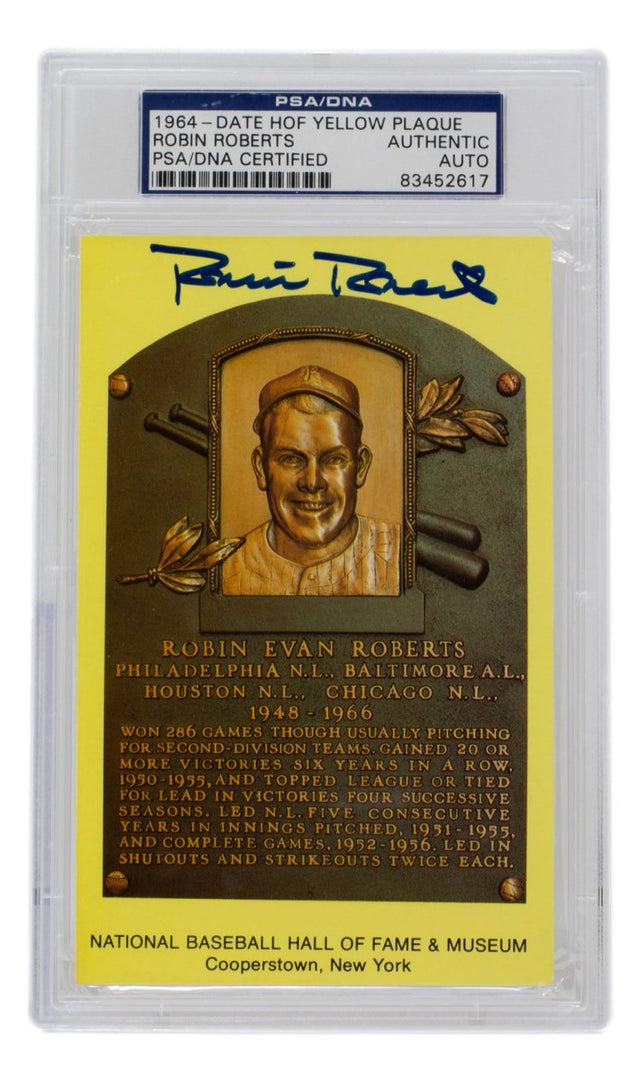 PSA/DNA
1964 - DATE HOF YELLOW PLAQUE
ROBIN ROBERTS AUTHENTIC
PSA/DNA CERTIFIED AUTO
83452617
Robin Roberts
ROBIN EVAN ROBERTS
PHILADELPHIA N.L., BALTIMORE A.L.,
HOUSTON N.L., CHICAGO N.L.,
1948 - 1966
WON 286 GAMES THOUGH USUALLY PITCHING
FOR SECOND-DIVISION TEAMS. GAINED 20 OR
MORE VICTORIES SIX YEARS IN A ROW,
1950-1955, AND TOPPED LEAGUE OR TIED
FOR LEAD IN VICTORIES FOUR SUCCESSIVE
SEASONS. LED N.L. FIVE CONSECUTIVE
YEARS IN INNINGS PITCHED, 1951-1955,
AND COMPLETE GAMES, 1952-1956. LED IN
SHUTOUTS AND STRIKEOUTS TWICE EACH.
NATIONAL BASEBALL HALL OF FAME & MUSEUM
Cooperstown, New York